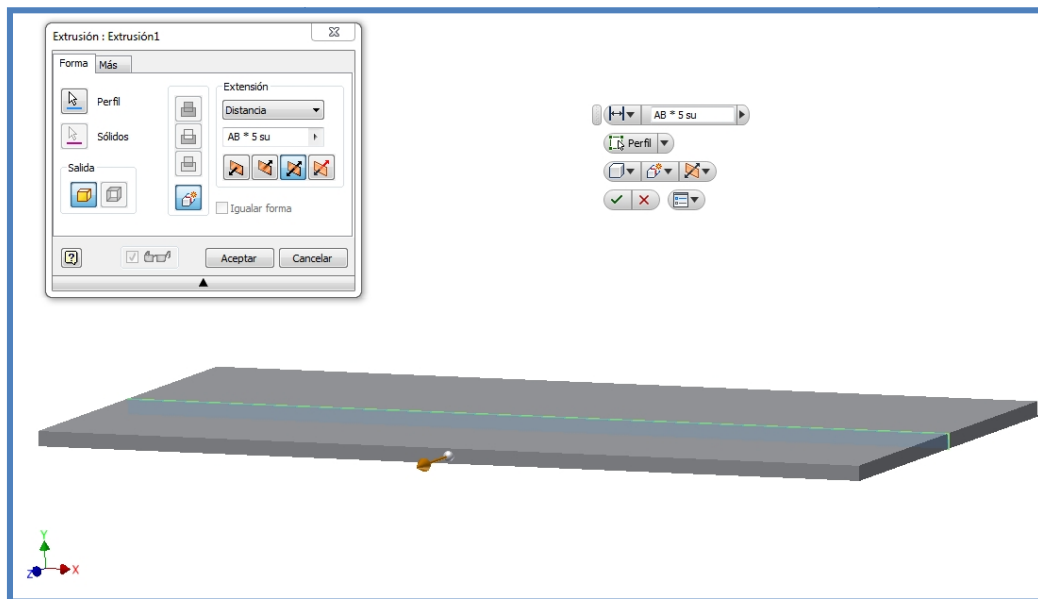 Extrusión : Extrusión1
Forma Más
Perfil
Sólidos
Salida
Extensión
Distancia
AB * 5 su
Igualar forma
Aceptar Cancelar
AB * 5 su
Perfil
Y
Z X